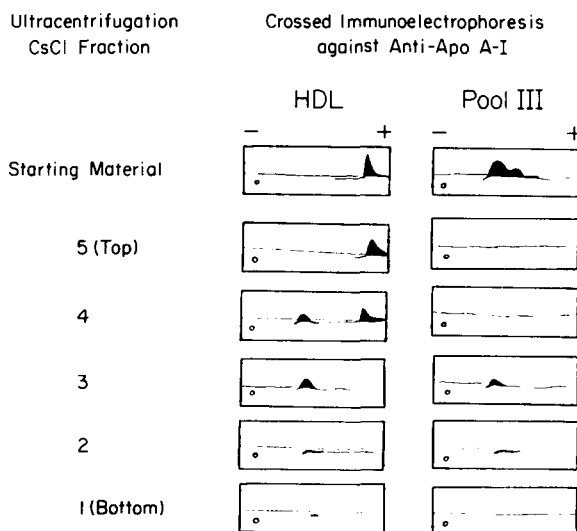 Ultracentrifugation
CsCl Fraction
Crossed Immunoelectrophoresis
against Anti-Apo A-I
HDL
Pool III
− +
− +
Starting Material
5 (Top)
4
3
2
1 (Bottom)